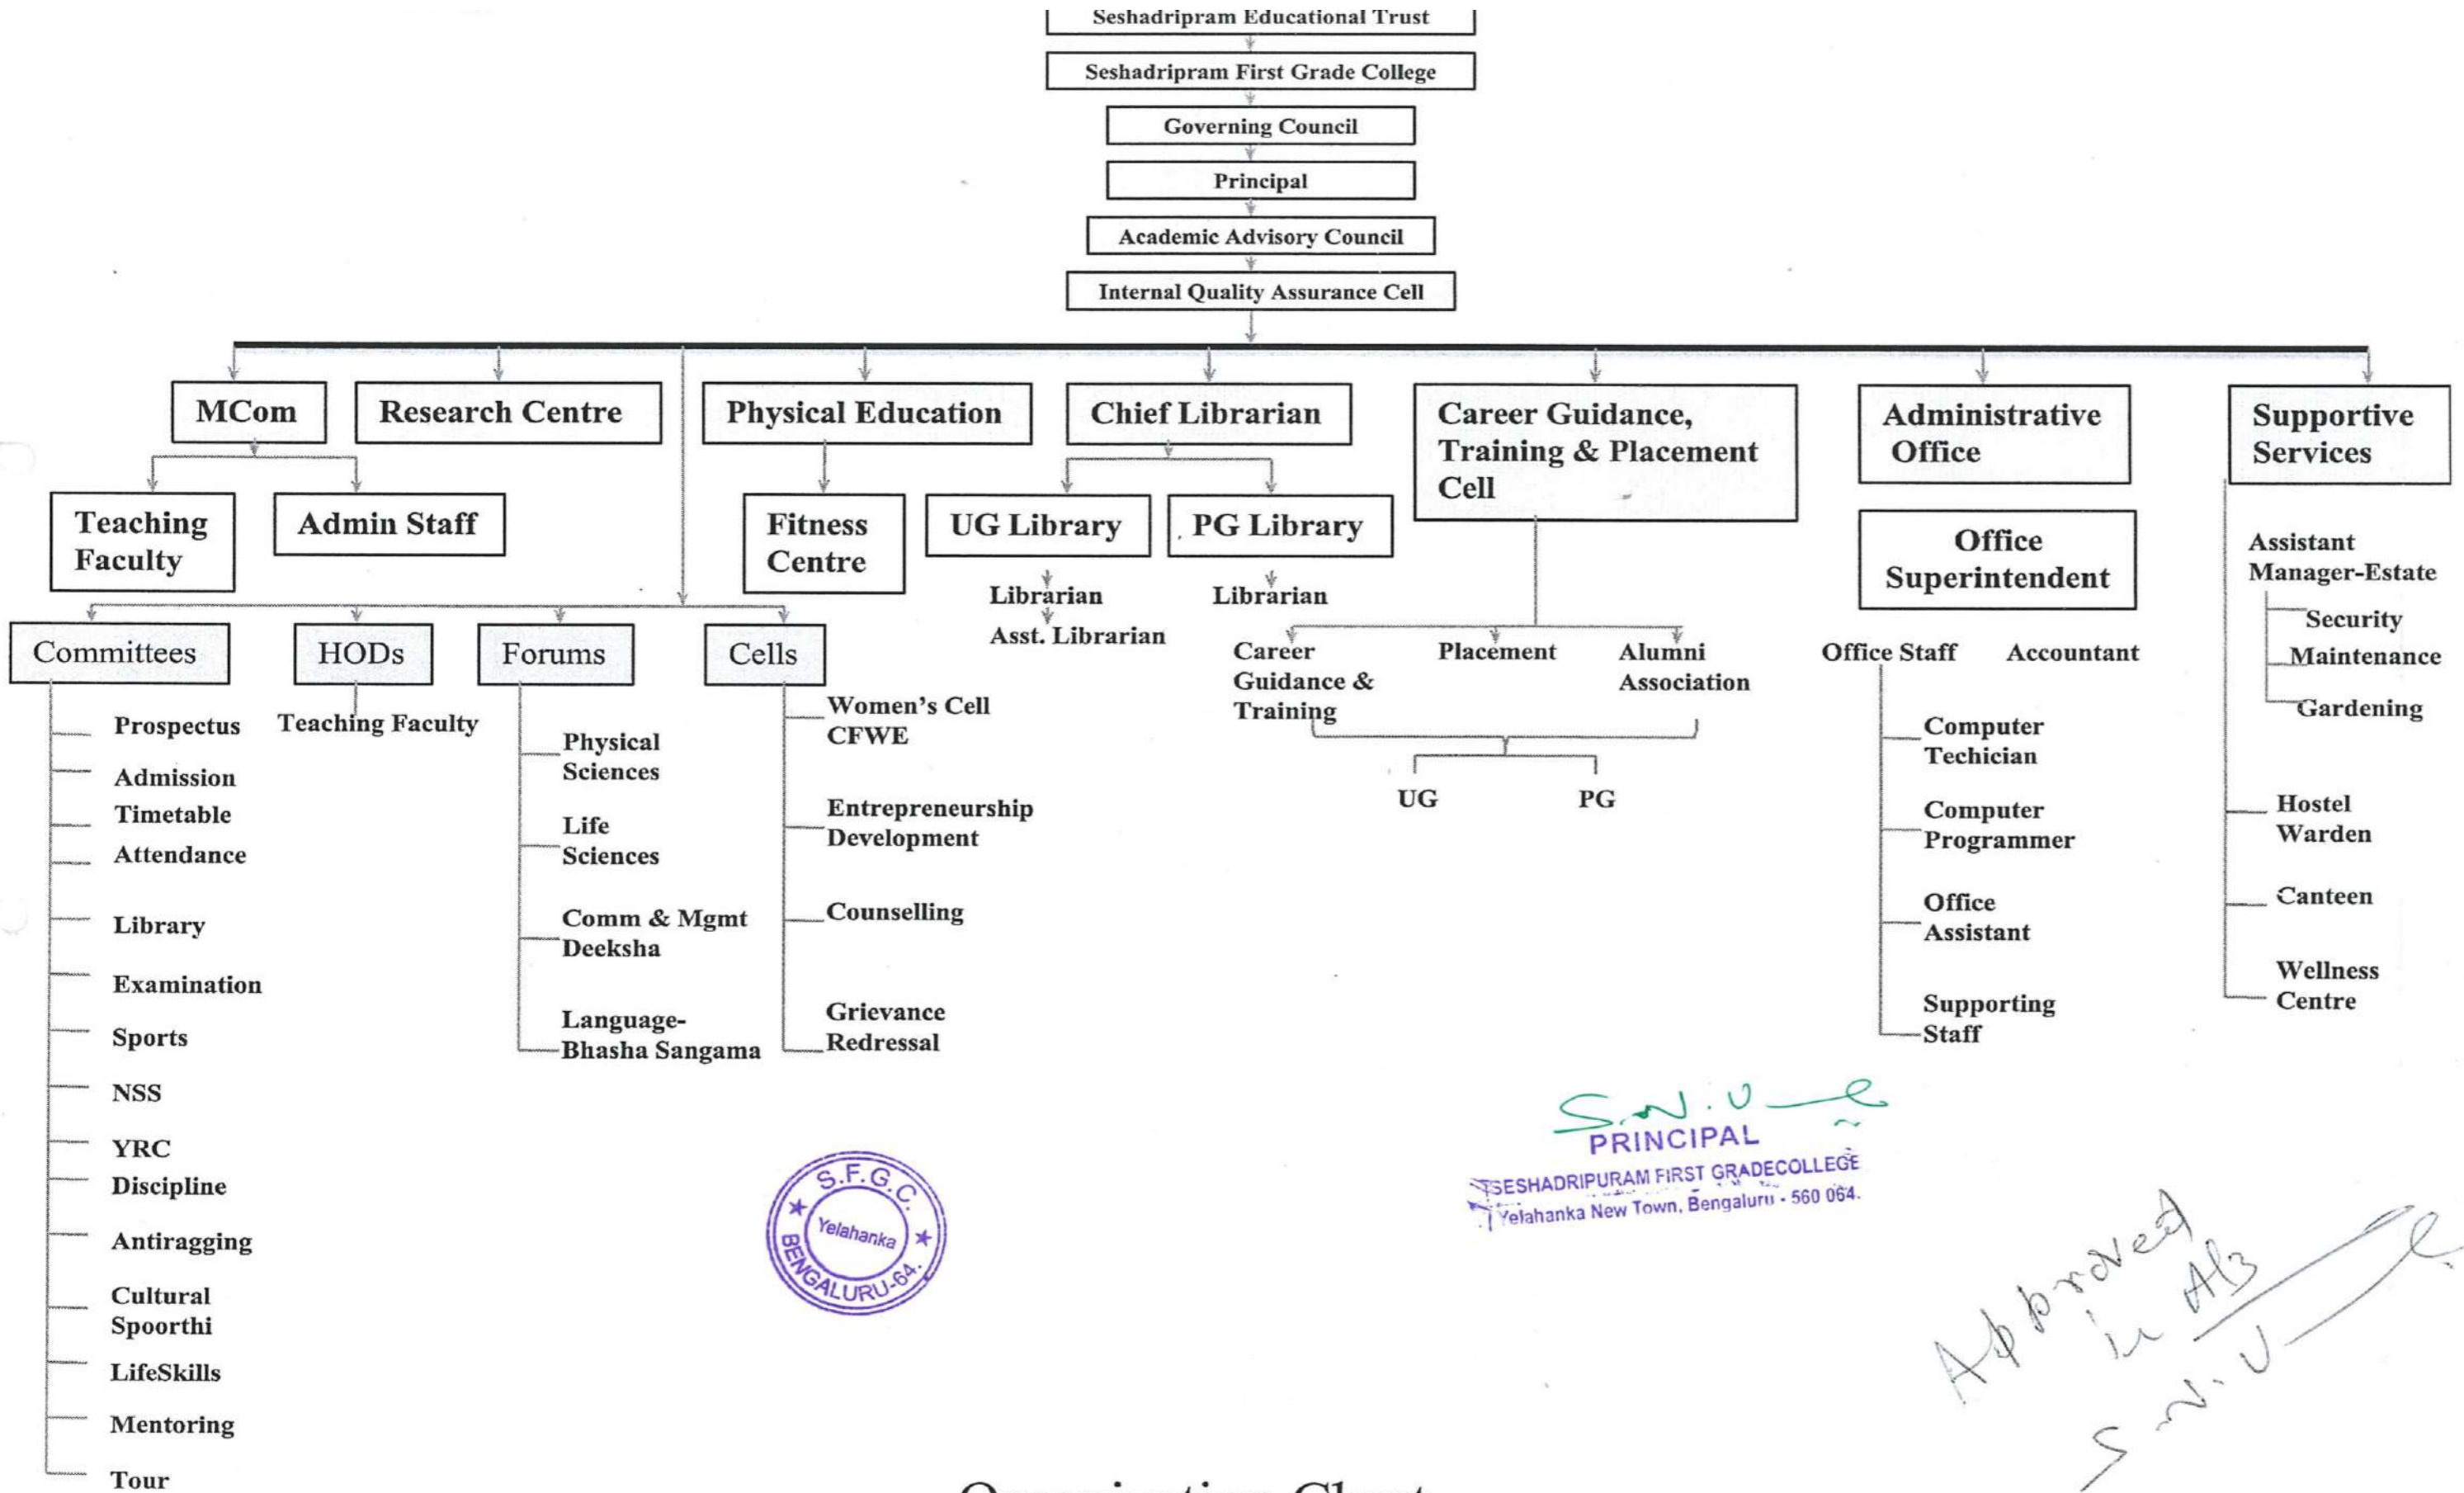 Seshadripram Educational Trust
Seshadripram First Grade College
Governing Council
Principal
Academic Advisory Council
Internal Quality Assurance Cell
MCom
Research Centre
Physical Education
Chief Librarian
Career Guidance,
Training & Placement
Cell
Administrative
Office
Supportive
Services
Teaching
Faculty
Admin Staff
Fitness
Centre
UG Library
PG Library
Office
Superintendent
Librarian
Asst. Librarian
Librarian
Assistant
Manager-Estate
Security
Maintenance
Gardening
Hostel
Warden
Canteen
Wellness
Centre
Committees
HODs
Forums
Cells
Prospectus
Admission
Timetable
Attendance
Library
Examination
Sports
NSS
YRC
Discipline
Antiragging
Cultural
Spoorthi
LifeSkills
Mentoring
Tour
Teaching Faculty
Physical
Sciences
Life
Sciences
Comm & Mgmt
Deeksha
Language-
Bhasha Sangama
Women's Cell
CFWE
Entrepreneurship
Development
Counselling
Grievance
Redressal
Career
Guidance &
Training
Placement
Alumni
Association
UG
PG
Office Staff
Accountant
Computer
Techician
Computer
Programmer
Office
Assistant
Supporting
Staff
S.F.G.C.
Yelahanka
BENGALURU-64.
S.N.U
PRINCIPAL
SESHADRIPURAM FIRST GRADECOLLEGE
Yelahanka New Town, Bengaluru - 560 064.
Approved
in
S.N.U
Organization Chart